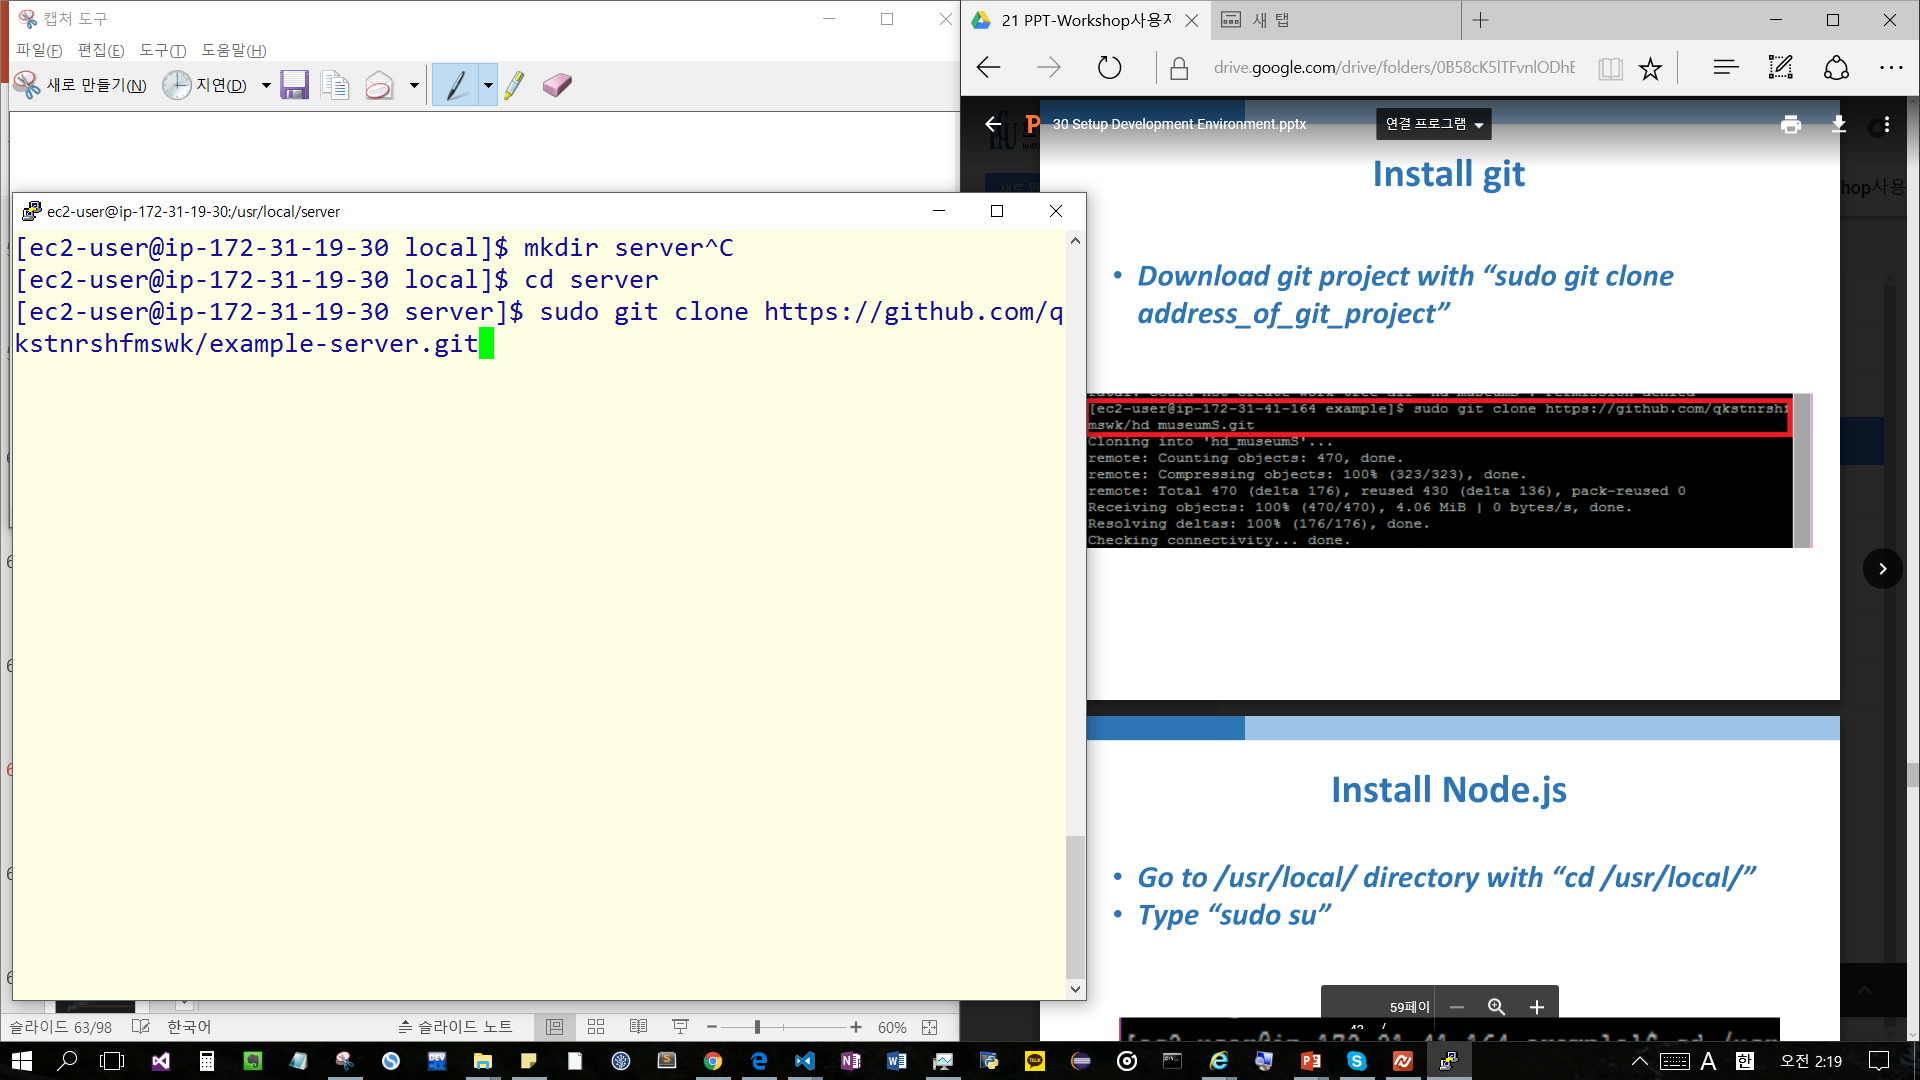 캡처 도구
파일(F) 편집(E) 도구(T) 도움말(H)
새로 만들기(N) 지연(D)
ec2-user@ip-172-31-19-30:/usr/local/server
[ec2-user@ip-172-31-19-30 local]$ mkdir server^C
[ec2-user@ip-172-31-19-30 local]$ cd server
[ec2-user@ip-172-31-19-30 server]$ sudo git clone https://github.com/q
kstnrshfmswk/example-server.git
슬라이드 63/98 한국어 슬라이드 노트 60%
21 PPT-Workshop사용자 새 탭
drive.google.com/drive/folders/0B58cK5lTFvnlODhE
30 Setup Development Environment.pptx 연결 프로그램
hop사용
Install git
• Download git project with “sudo git clone
address_of_git_project”
[ec2-user@ip-172-31-41-164 example]$ sudo git clone https://github.com/qkstnrshf
mswk/hd_museumS.git
Cloning into 'hd_museumS'...
remote: Counting objects: 470, done.
remote: Compressing objects: 100% (323/323), done.
remote: Total 470 (delta 176), reused 430 (delta 136), pack-reused 0
Receiving objects: 100% (470/470), 4.06 MiB | 0 bytes/s, done.
Resolving deltas: 100% (176/176), done.
Checking connectivity... done.
Install Node.js
• Go to /usr/local/ directory with “cd /usr/local/”
• Type “sudo su”
59페이
A 한 오전 2:19